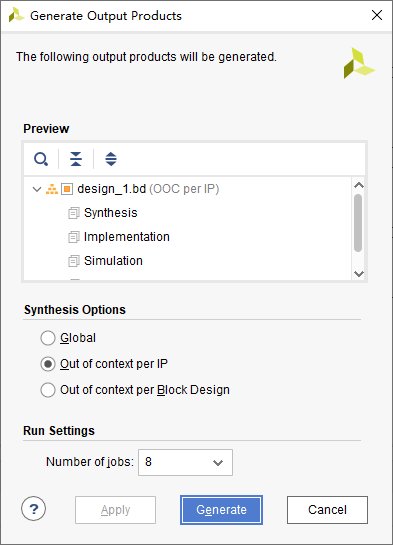 Generate Output Products
The following output products will be generated.
Preview
design_1.bd (OOC per IP)
Synthesis
Implementation
Simulation
Synthesis Options
Global
Out of context per IP
Out of context per Block Design
Run Settings
Number of jobs: 8
? Apply Generate Cancel